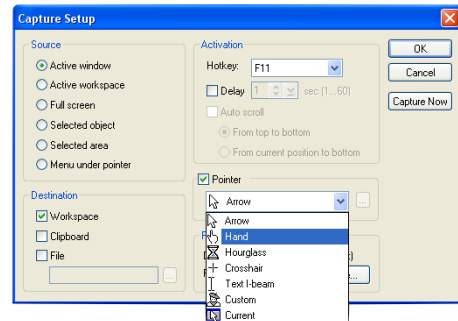 Capture Setup
Source
Active window
Active workspace
Full screen
Selected object
Selected area
Menu under pointer
Destination
Workspace
Clipboard
File
...
Activation
Hotkey: F11
Delay 1 sec (1...60)
Auto scroll
From top to bottom
From current position to bottom
Pointer
Arrow ...
Arrow
Hand
Hourglass
Crosshair
Text I-beam
Custom
Current
OK
Cancel
Capture Now